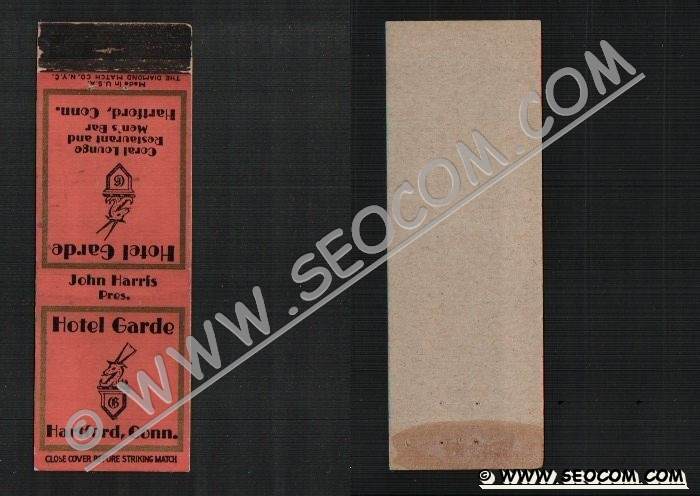 Made in U.S.A.
THE DIAMOND MATCH CO. N.Y.C.
Hotel Garde
G
Coral Lounge
Restaurant and
Men's Bar
Hartford, Conn.
John Harris
Pres.
Hotel Garde
G
Hartford, Conn.
CLOSE COVER BEFORE STRIKING MATCH
© WWW.SEOCOM.COM
© WWW.SEOCOM.COM